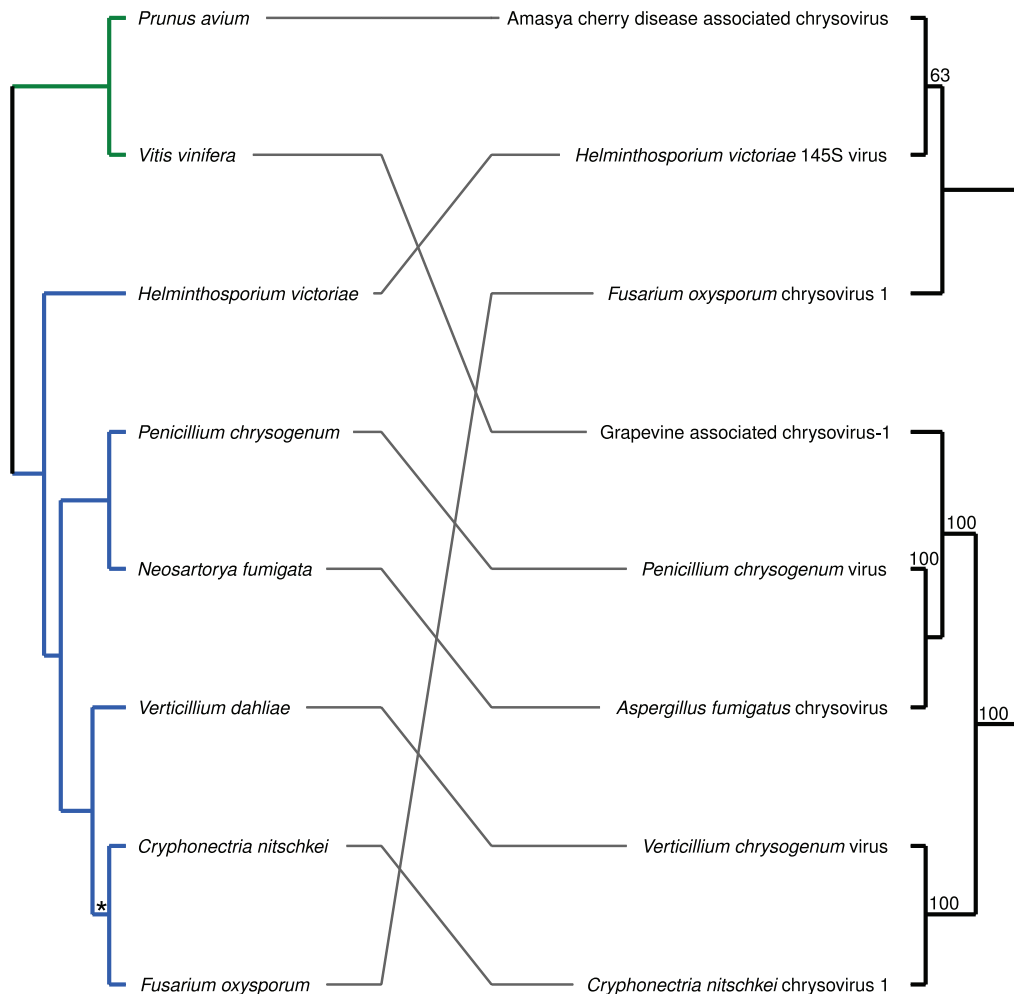 Prunus avium Amasya cherry disease associated chrysovirus
63
Vitis vinifera Helminthosporium victoriae 145S virus
Helminthosporium victoriae Fusarium oxysporum chrysovirus 1
Penicillium chrysogenum Grapevine associated chrysovirus-1
100
100
Neosartorya fumigata Penicillium chrysogenum virus
Verticillium dahliae Aspergillus fumigatus chrysovirus
100
Cryphonectria nitschkei Verticillium chrysogenum virus
* 100
Fusarium oxysporum Cryphonectria nitschkei chrysovirus 1